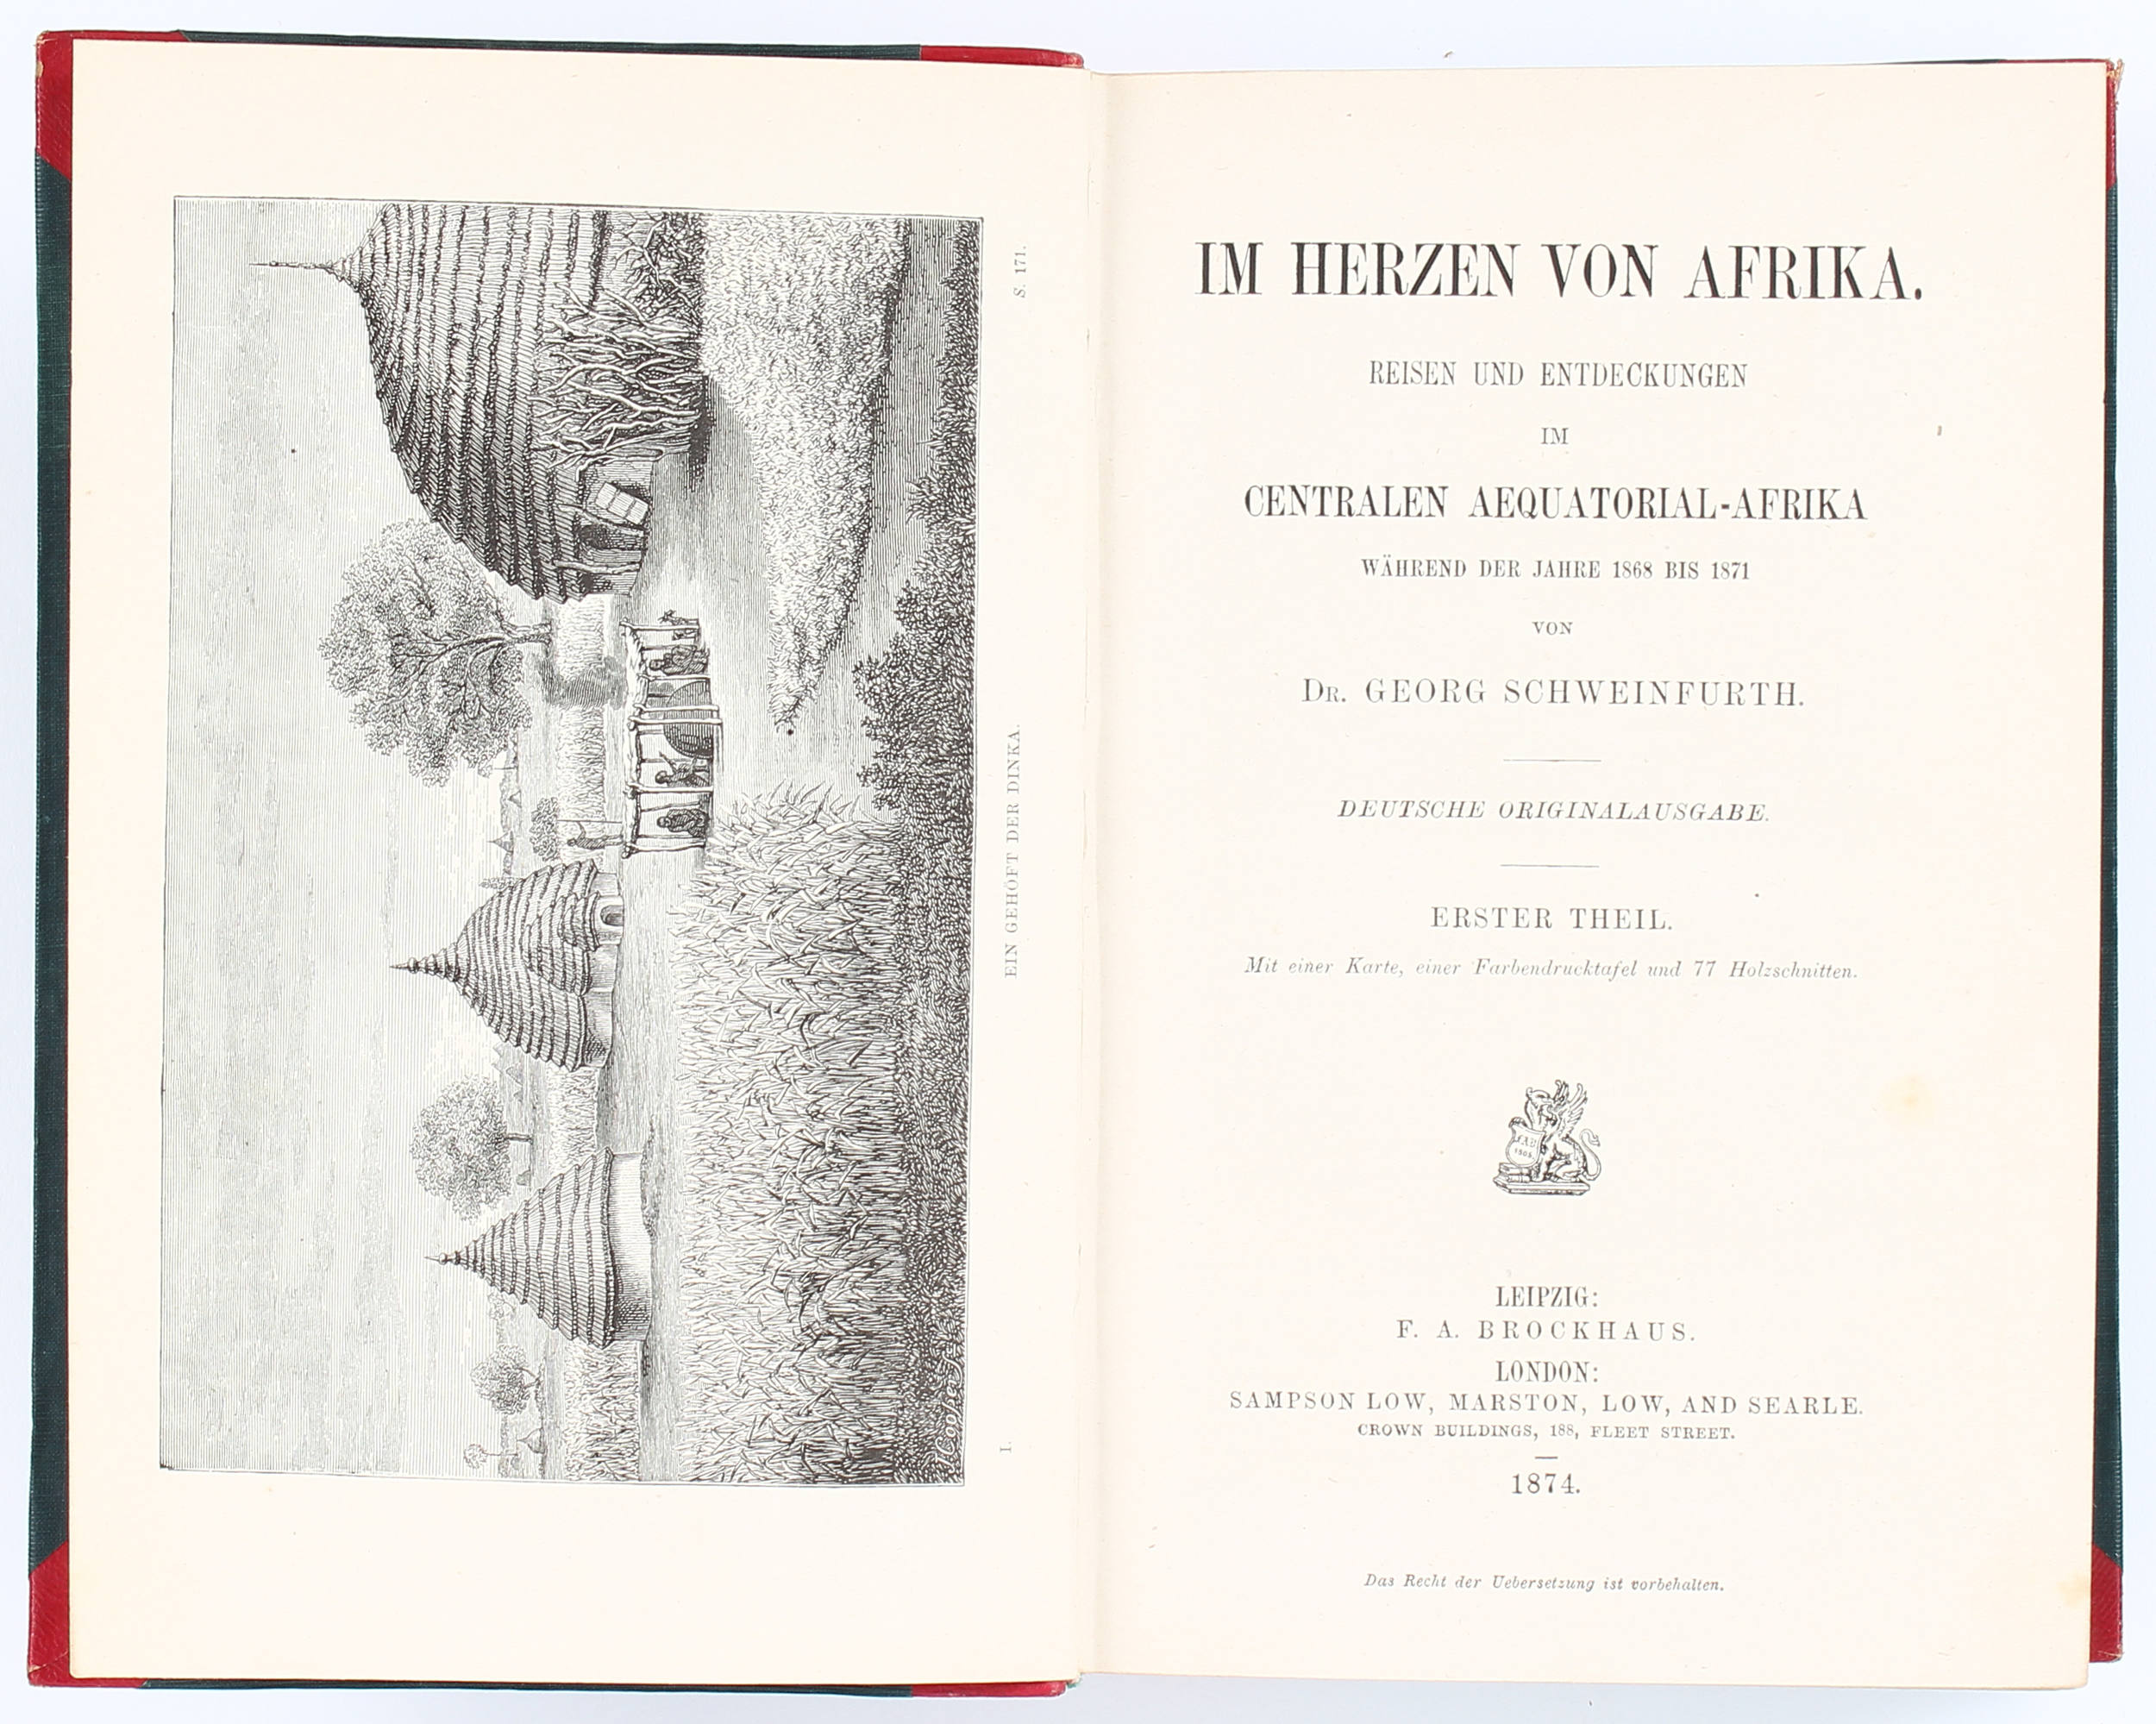 S. 171.
EIN GEHÖFT DER DINKA.
I.
IM HERZEN VON AFRIKA.
REISEN UND ENTDECKUNGEN
IM
CENTRALEN AEQUATORIAL-AFRIKA
WÄHREND DER JAHRE 1868 BIS 1871
VON
DR. GEORG SCHWEINFURTH.
DEUTSCHE ORIGINALAUSGABE.
ERSTER THEIL.
Mit einer Karte, einer Farbendrucktafel und 77 Holzschnitten.
FAB
1805.
LEIPZIG:
F. A. BROCKHAUS.
LONDON:
SAMPSON LOW, MARSTON, LOW, AND SEARLE.
CROWN BUILDINGS, 188, FLEET STREET.
1874.
Das Recht der Uebersetzung ist vorbehalten.